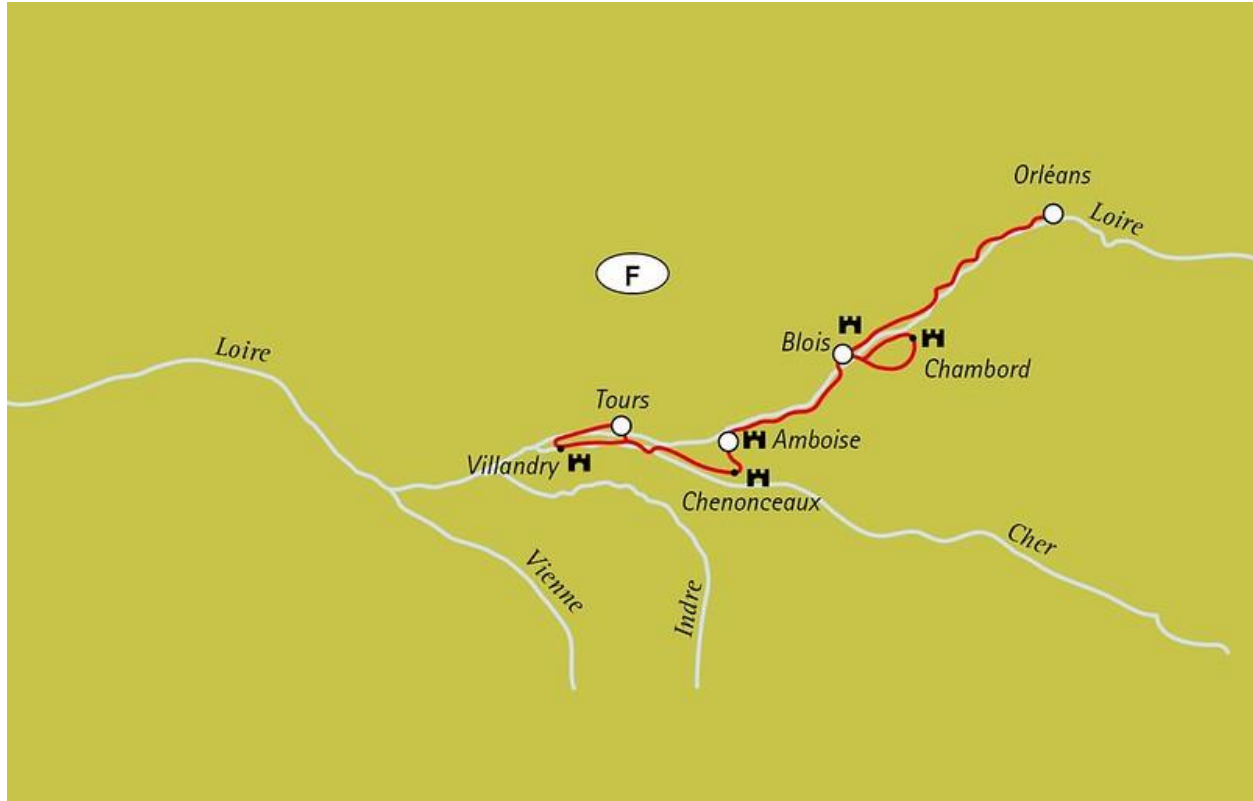 Orléans
Loire
F
Blois
Loire
Chambord
Tours
Amboise
Villandry
Chenonceaux
Cher
Vienne
Indre